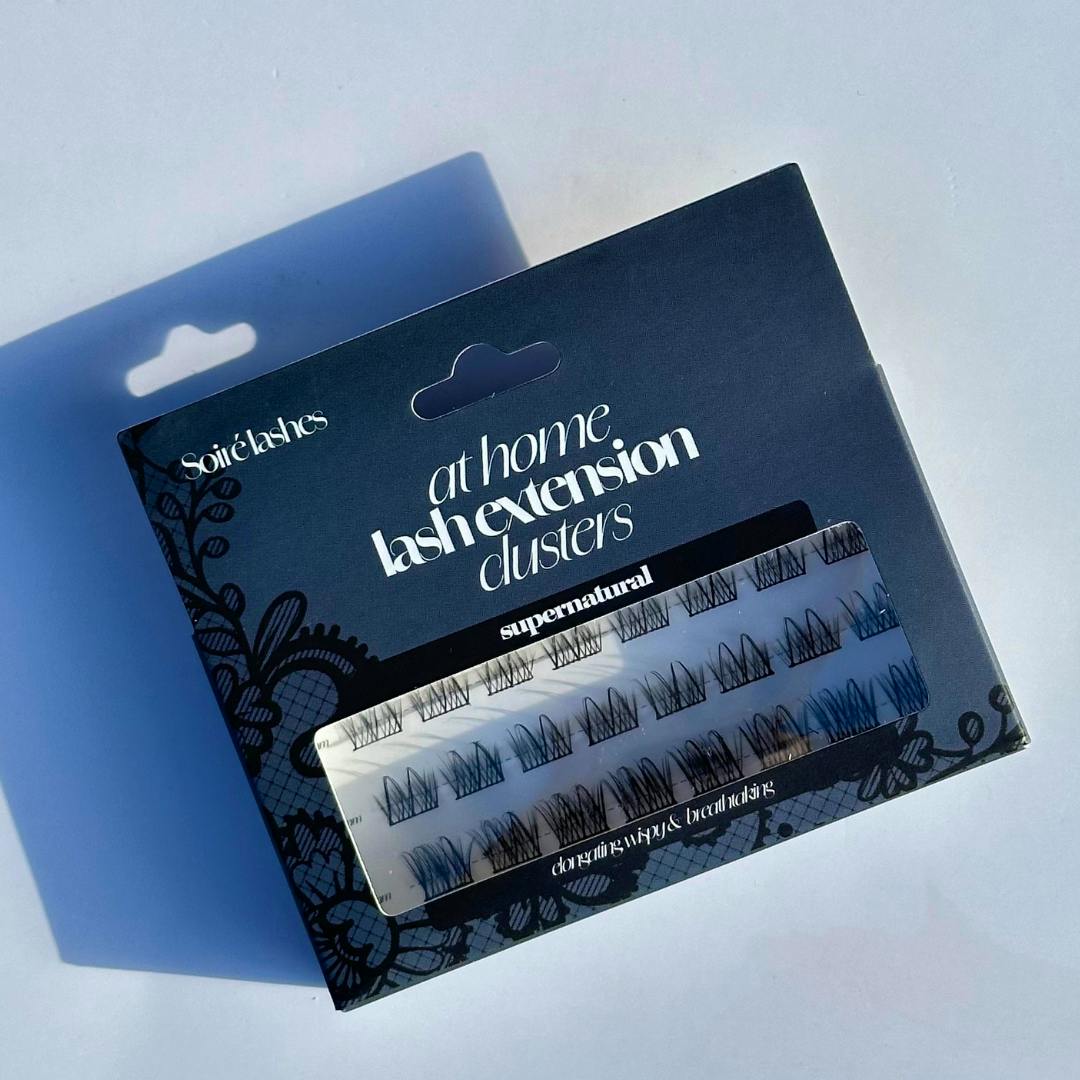 Soiré lashes
at home
lash extension
clusters
supernatural
elongating, wispy & breathtaking